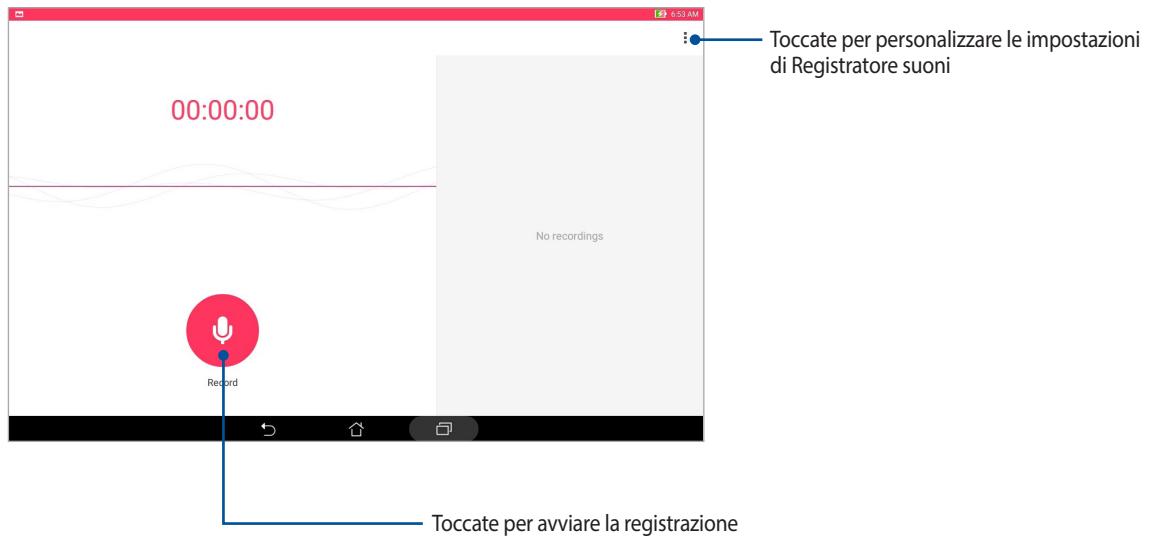 6:53 AM
Toccate per personalizzare le impostazioni
di Registratore suoni
00:00:00
No recordings
Record
Toccate per avviare la registrazione